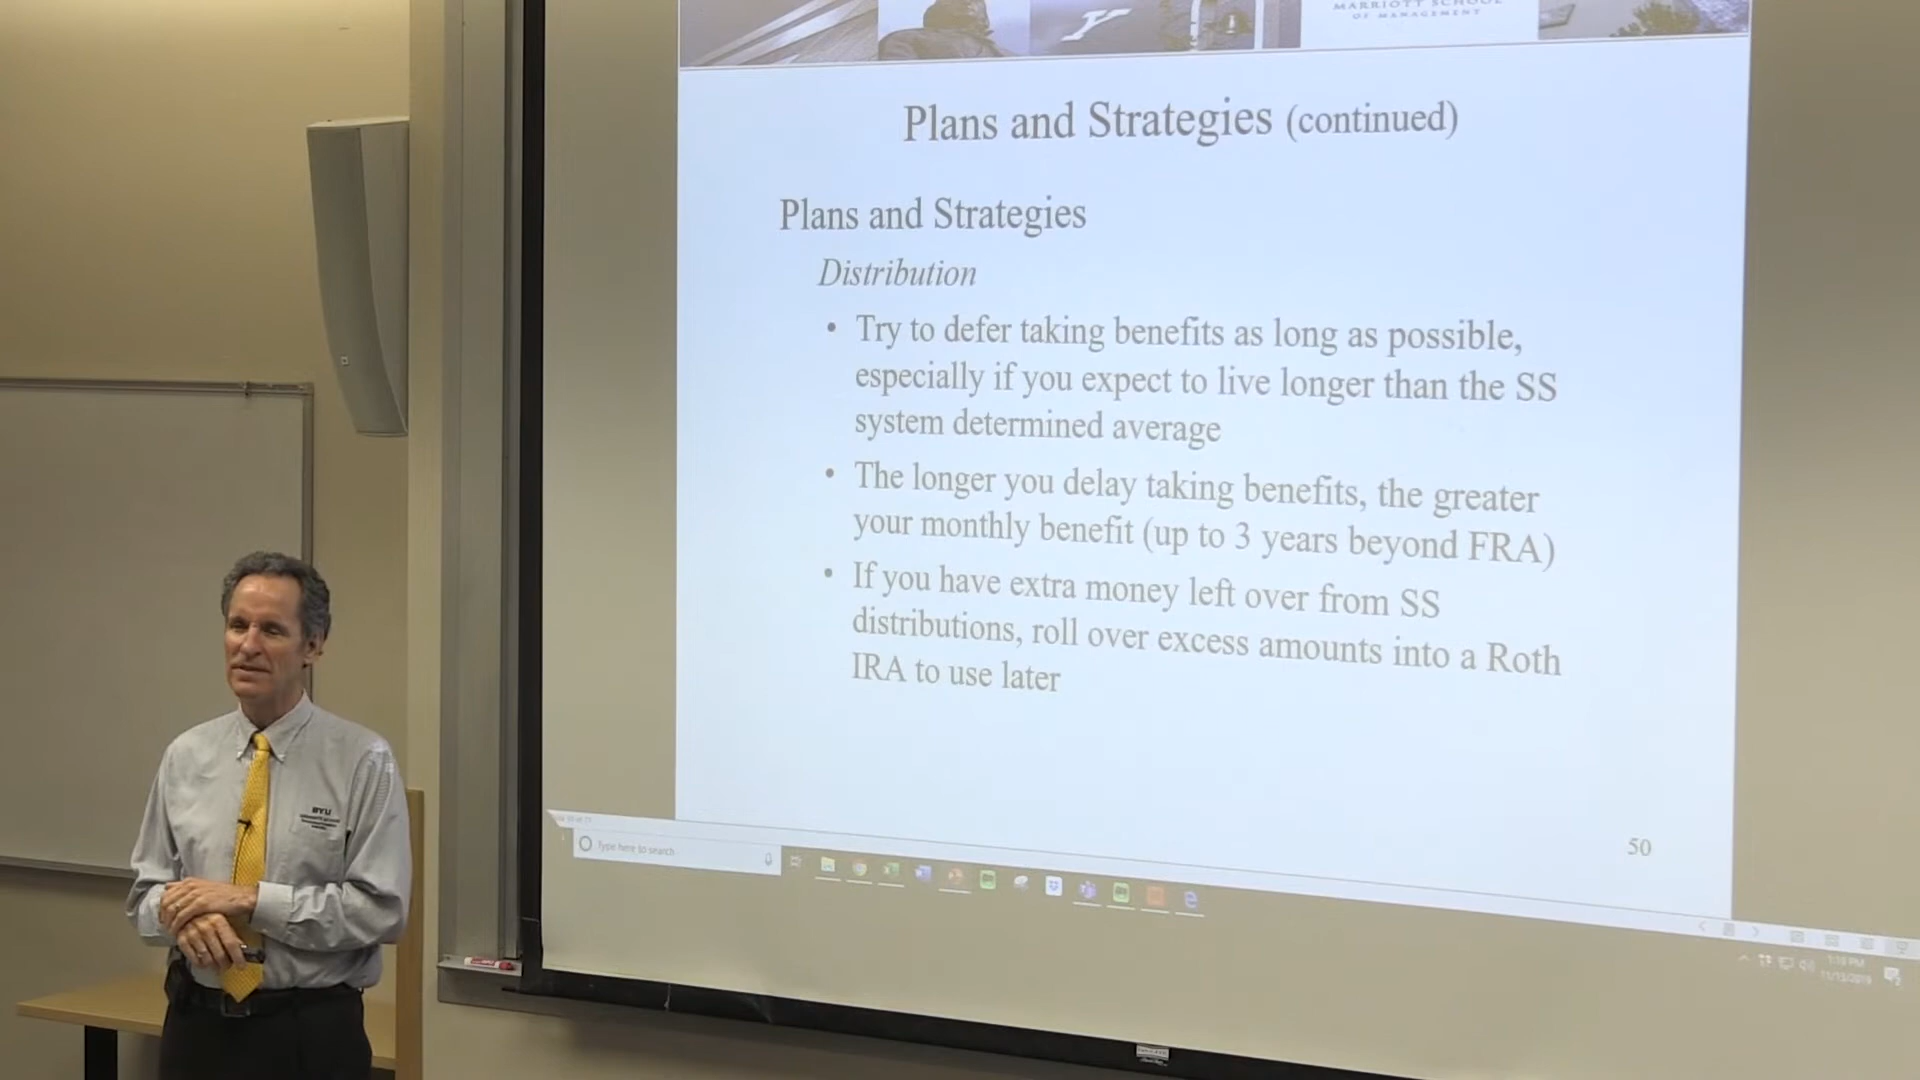 MARRIOTT SCHOOL
OF MANAGEMENT
Plans and Strategies (continued)
Plans and Strategies
Distribution
• Try to defer taking benefits as long as possible,
especially if you expect to live longer than the SS
system determined average
• The longer you delay taking benefits, the greater
your monthly benefit (up to 3 years beyond FRA)
• If you have extra money left over from SS
distributions, roll over excess amounts into a Roth
IRA to use later
50
Type here to search
11/13/2019
BYU